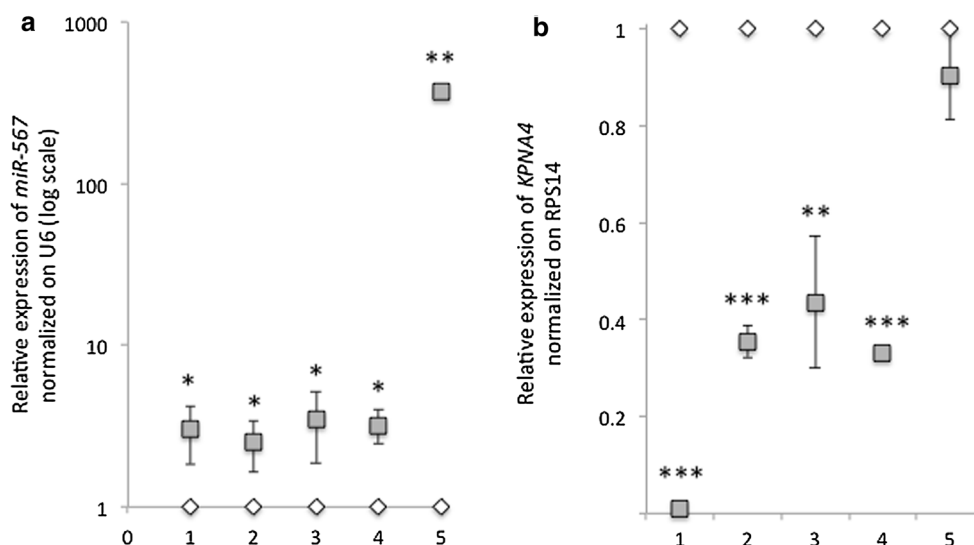 a
Relative expression of miR-567
normalized on U6 (log scale)
1000
100
10
1
**
*
*
*
*
0 1 2 3 4 5
b
Relative expression of KPNA4
normalized on RPS14
1
0.8
0.6
0.4
0.2
**
***
***
***
1 2 3 4 5